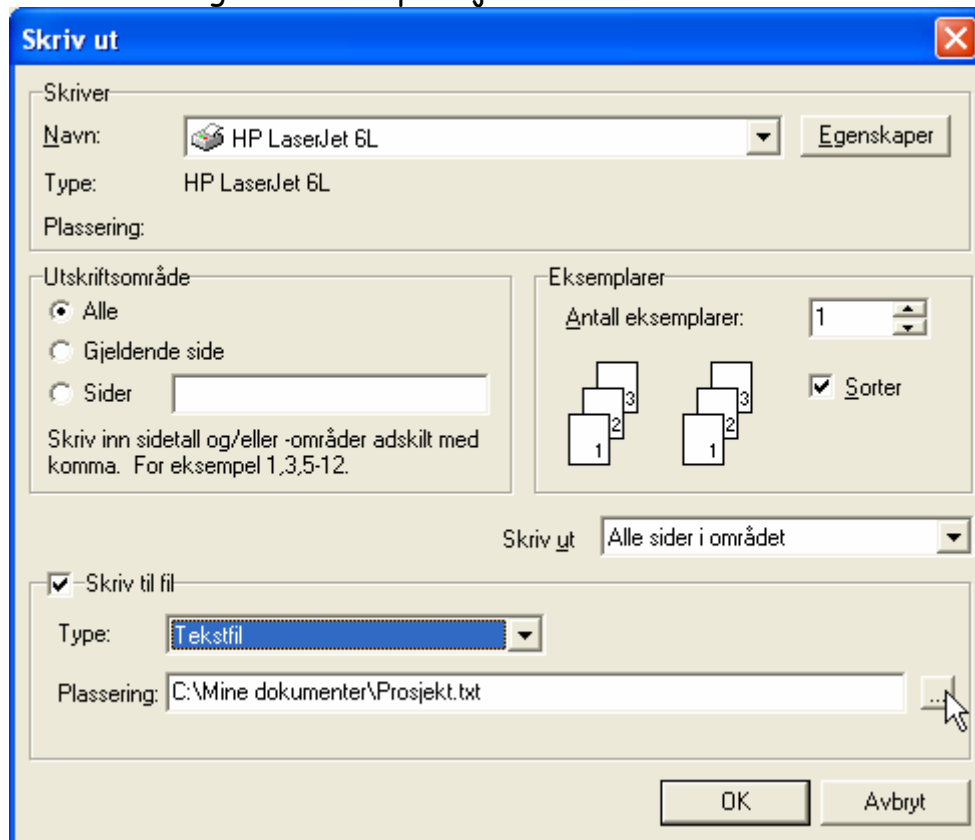 Skriv ut
Skriver
Navn: HP LaserJet 6L Egenskaper
Type: HP LaserJet 6L
Plassering:
Utskriftsområde
Alle
Gjeldende side
Sider
Skriv inn sidetall og/eller -områder adskilt med
komma. For eksempel 1,3,5-12.
Eksemplarer
Antall eksemplarer: 1
3 3
2 2
1 1
Sorter
Skriv ut Alle sider i området
Skriv til fil
Type: Tekstfil
Plassering: C:\Mine dokumenter\Prosjekt.txt ...
OK Avbryt